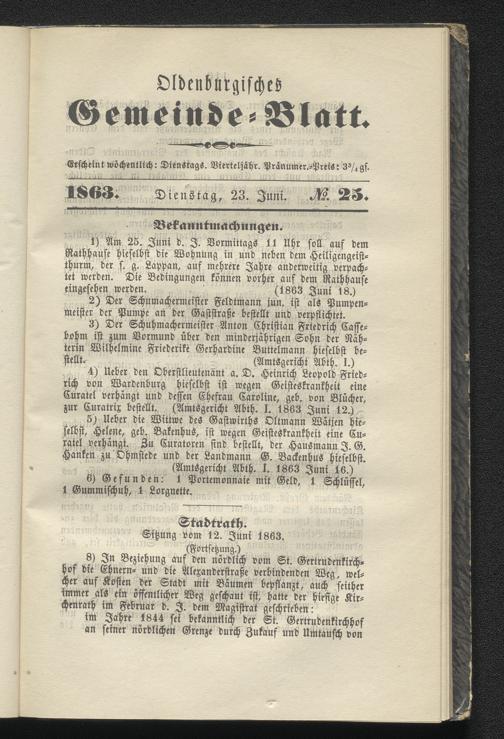 Oldenburgisches
Gemeinde-Blatt.
Erscheint wöchentlich: Dienstags. Vierteljähr. Pränumer.-Preis: 3¾ gs.
1863. Dienstag, 23. Juni. №. 25.
Bekanntmachungen.
1) Am 25. Juni d. J. Vormittags 11 Uhr soll auf dem
Rathhause hieselbst die Wohnung in und neben dem Heiligengeist-
thurm, der s. g. Lappan, auf mehrere Jahre anderweitig verpach-
tet werden. Die Bedingungen können vorher auf dem Rathhause
eingesehen werden. (1863 Juni 18.)
2) Der Schumachermeister Feldtmann jun. ist als Pumpen-
meister der Pumpe an der Gaststraße bestellt und verpflichtet.
3) Der Schuhmachermeister Anton Christian Friedrich Casse-
bohm ist zum Vormund über den minderjährigen Sohn der Näh-
terin Wilhelmine Friederike Gerhardine Buttelmann hieselbst be-
stellt. (Amtsgericht Abth. I.)
4) Ueber den Oberstlieutenant a. D. Heinrich Leopold Fried-
rich von Wardenburg hieselbst ist wegen Geisteskrankheit eine
Curatel verhängt und dessen Ehefrau Caroline, geb. von Blücher,
zur Curatrix bestellt. (Amtsgericht Abth. I. 1863 Juni 12.)
5) Ueber die Wittwe des Gastwirths Oltmann Wätjen hie-
selbst, Helene, geb. Bakenhus, ist wegen Geisteskrankheit eine Cu-
ratel verhängt. Zu Curatoren sind bestellt, der Hausmann J. G.
Hanken zu Ohmstede und der Landmann G. Backenhus hieselbst.
(Amtsgericht Abth. I. 1863 Juni 16.)
6) Gefunden: 1 Portemonnaie mit Geld, 1 Schlüssel,
1 Gummischuh, 1 Lorgnette.
Stadtrath.
Sitzung vom 12. Juni 1863.
(Fortsetzung.)
8) In Beziehung auf den nördlich vom St. Gertrudenkirch-
hof die Ehnern- und die Alexanderstraße verbindenden Weg, wel-
cher auf Kosten der Stadt mit Bäumen bepflanzt, auch seither
immer als ein öffentlicher Weg geschaut ist, hatte der hiesige Kir-
chenrath im Februar d. J. dem Magistrat geschrieben:
im Jahre 1844 sei bekanntlich der St. Gertrudenkirchhof
an seiner nördlichen Grenze durch Zukauf und Umtausch von